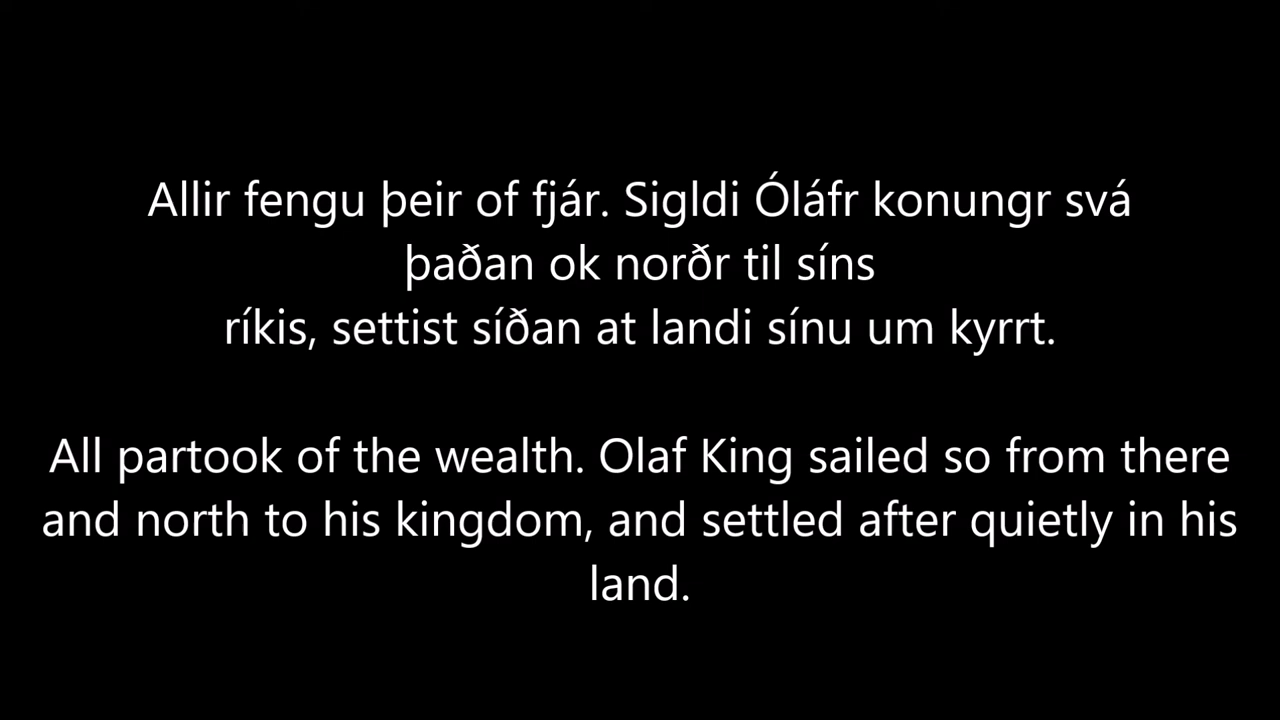 Allir fengu þeir of fjár. Sigldi Óláfr konungr svá
þaðan ok norðr til síns
ríkis, settist síðan at landi sínu um kyrrt.
All partook of the wealth. Olaf King sailed so from there
and north to his kingdom, and settled after quietly in his
land.